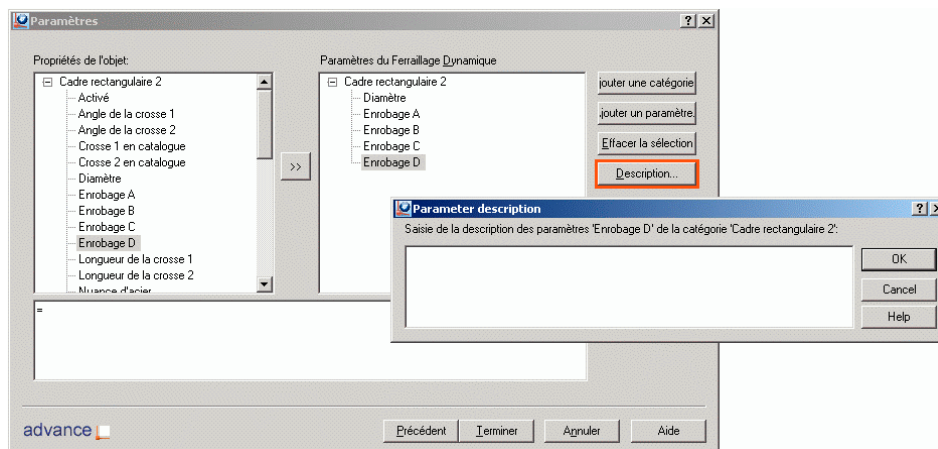 Paramètres
Propriétés de l'objet:
Paramètres du Ferraillage Dynamique
Cadre rectangulaire 2
Activé
Angle de la crosse 1
Angle de la crosse 2
Crosse 1 en catalogue
Crosse 2 en catalogue
Diamètre
Enrobage A
Enrobage B
Enrobage C
Enrobage D
Longueur de la crosse 1
Longueur de la crosse 2
Nuance d'acier
>>
Cadre rectangulaire 2
Diamètre
Enrobage A
Enrobage B
Enrobage C
Enrobage D
jouter une catégorie
.jouter un paramètre.
Effacer la sélection
Description...
Parameter description
Saisie de la description des paramètres 'Enrobage D' de la catégorie 'Cadre rectangulaire 2':
OK
Cancel
Help
=
advance
Précédent
Terminer
Annuler
Aide